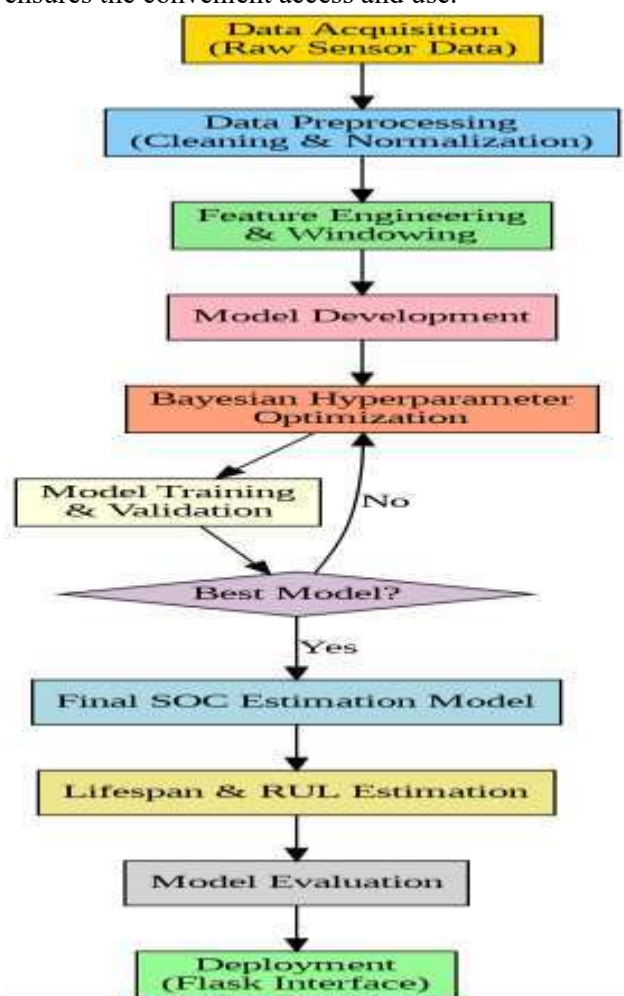 ensures the convenient access and use.
Data Acquisition
(Raw Sensor Data)
Data Preprocessing
(Cleaning & Normalization)
Feature Engineering
& Windowing
Model Development
Bayesian Hyperparameter
Optimization
Model Training
& Validation
No
Best Model?
Yes
Final SOC Estimation Model
Lifespan & RUL Estimation
Model Evaluation
Deployment
(Flask Interface)